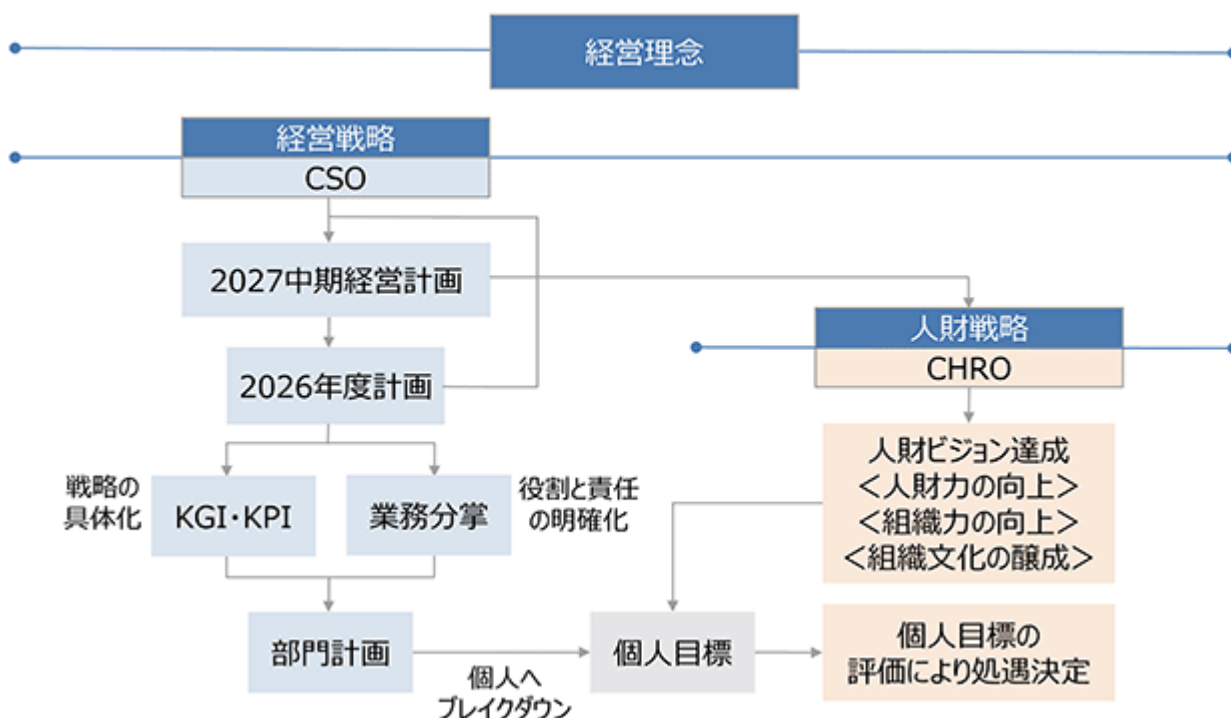 経営理念
経営戦略
CSO
2027中期経営計画
人財戦略
CHRO
2026年度計画
戦略の
具体化
KGI・KPI
業務分掌
役割と責任
の明確化
人財ビジョン達成
＜人財力の向上＞
＜組織力の向上＞
＜組織文化の醸成＞
部門計画
個人へ
ブレイクダウン
個人目標
個人目標の
評価により処遇決定